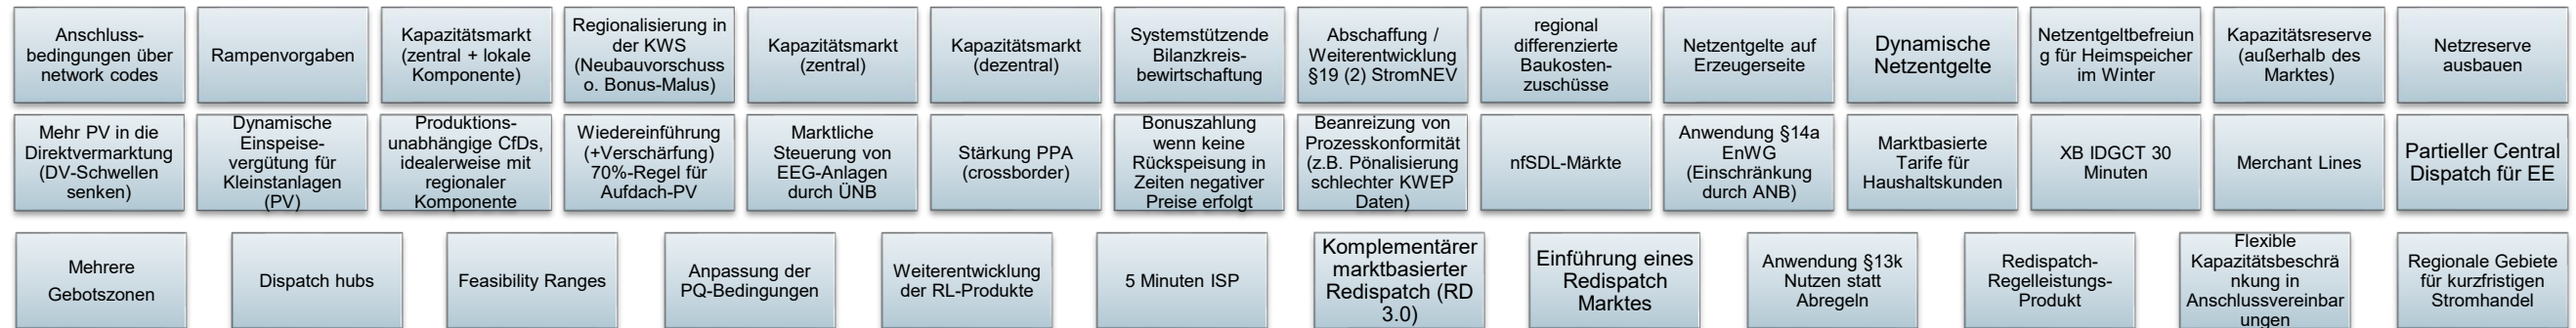 Anschluss-
bedingungen über
network codes
Rampenvorgaben
Kapazitätsmarkt
(zentral + lokale
Komponente)
Regionalisierung in
der KWS
(Neubauvorschuss
o. Bonus-Malus)
Kapazitätsmarkt
(zentral)
Kapazitätsmarkt
(dezentral)
Systemstützende
Bilanzkreis-
bewirtschaftung
Abschaffung /
Weiterentwicklung
§19 (2) StromNEV
regional
differenzierte
Baukosten-
zuschüsse
Netzentgelte auf
Erzeugerseite
Dynamische
Netzentgelte
Netzentgeltbefreiun
g für Heimspeicher
im Winter
Kapazitätsreserve
(außerhalb des
Marktes)
Netzreserve
ausbauen
Mehr PV in die
Direktvermarktung
(DV-Schwellen
senken)
Dynamische
Einspeise-
vergütung für
Kleinstanlagen
(PV)
Produktions-
unabhängige CfDs,
idealerweise mit
regionaler
Komponente
Wiedereinführung
(+Verschärfung)
70%-Regel für
Aufdach-PV
Marktliche
Steuerung von
EEG-Anlagen
durch ÜNB
Stärkung PPA
(crossborder)
Bonuszahlung
wenn keine
Rückspeisung in
Zeiten negativer
Preise erfolgt
Beanreizung von
Prozesskonformität
(z.B. Pönalisierung
schlechter KWEP
Daten)
nfSDL-Märkte
Anwendung §14a
EnWG
(Einschränkung
durch ANB)
Marktbasierte
Tarife für
Haushaltskunden
XB IDGCT 30
Minuten
Merchant Lines
Partieller Central
Dispatch für EE
Mehrere
Gebotszonen
Dispatch hubs
Feasibility Ranges
Anpassung der
PQ-Bedingungen
Weiterentwicklung
der RL-Produkte
5 Minuten ISP
Komplementärer
marktbasierter
Redispatch (RD
3.0)
Einführung eines
Redispatch
Marktes
Anwendung §13k
Nutzen statt
Abregeln
Redispatch-
Regelleistungs-
Produkt
Flexible
Kapazitätsbeschrä
nkung in
Anschlussvereinbar
ungen
Regionale Gebiete
für kurzfristigen
Stromhandel